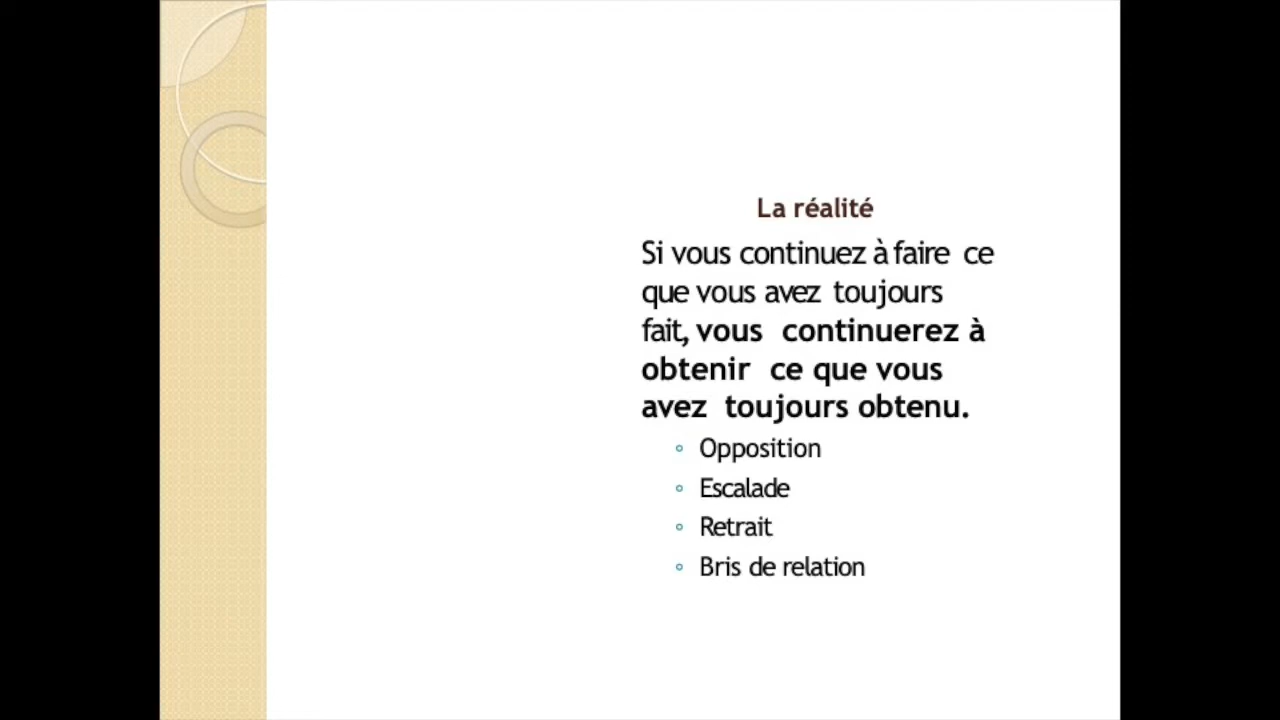 La réalité
Si vous continuez à faire ce
que vous avez toujours
fait, vous continuerez à
obtenir ce que vous
avez toujours obtenu.
◦ Opposition
◦ Escalade
◦ Retrait
◦ Bris de relation